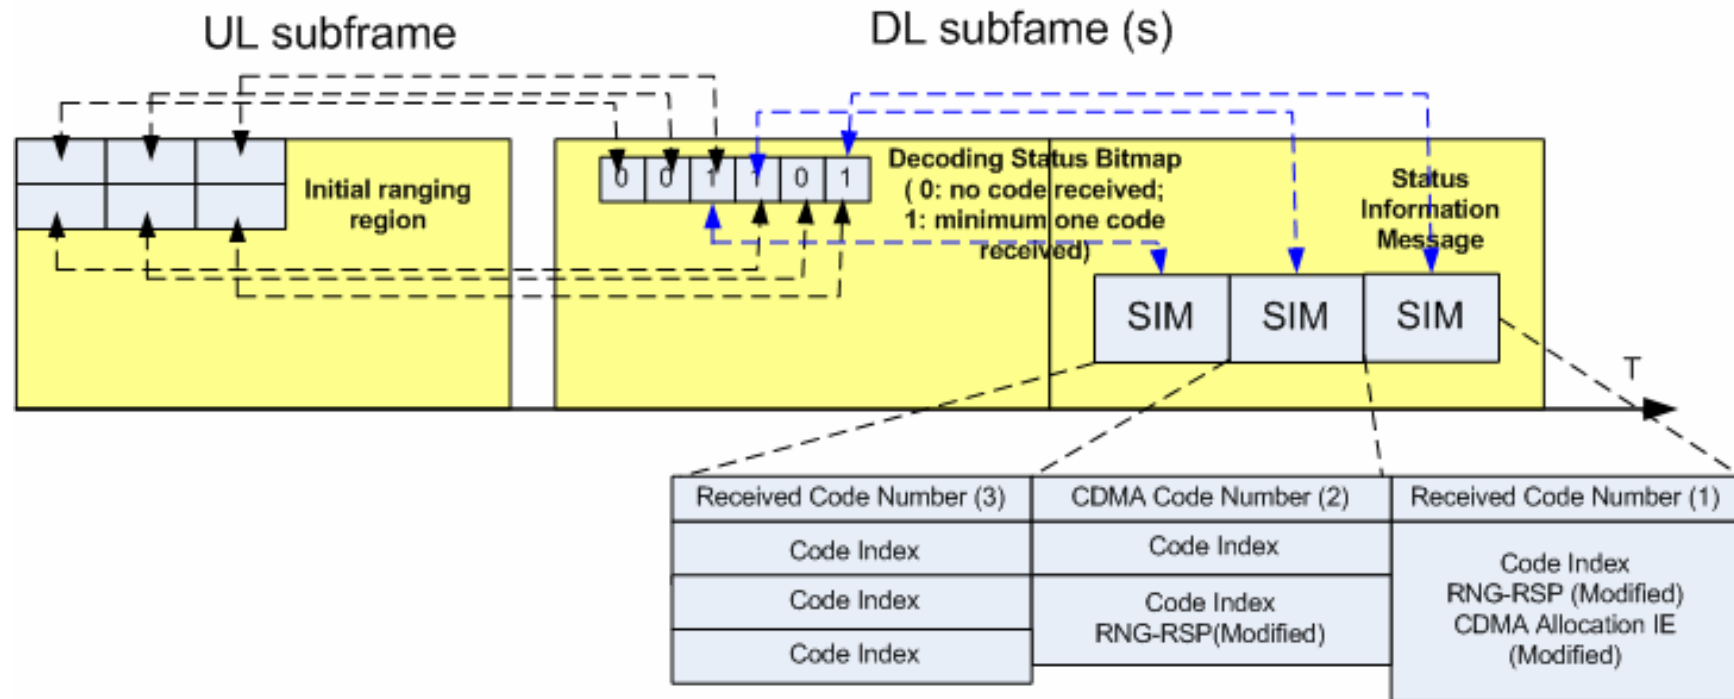 UL subframe
DL subfame (s)
Initial ranging
region
0 0 1 1 0 1
Decoding Status Bitmap
( 0: no code received;
1: minimum one code
received)
Status
Information
Message
SIM SIM SIM
T
Received Code Number (3)
Code Index
Code Index
Code Index
CDMA Code Number (2)
Code Index
Code Index
RNG-RSP(Modified)
Received Code Number (1)
Code Index
RNG-RSP (Modified)
CDMA Allocation IE
(Modified)